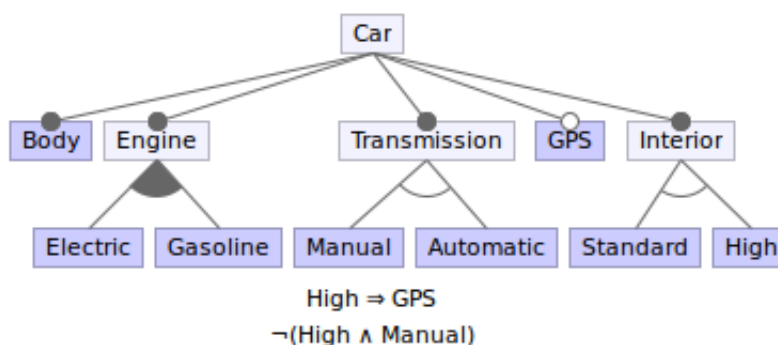 Car
Body Engine Transmission GPS Interior
Electric Gasoline Manual Automatic Standard High
High ⇒ GPS
¬(High ∧ Manual)